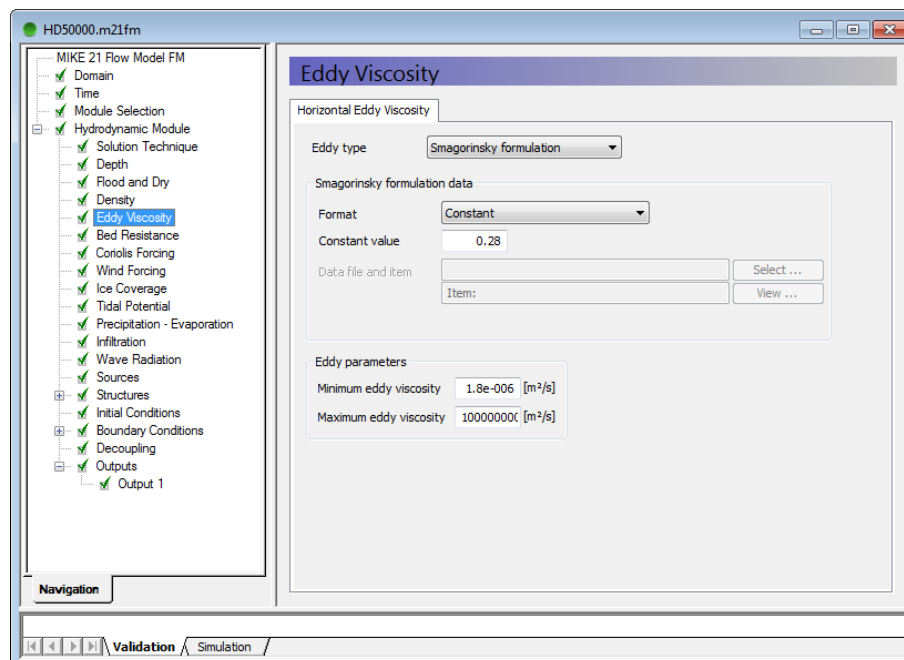 HD50000.m21fm
MIKE 21 Flow Model FM
Domain
Time
Module Selection
Hydrodynamic Module
Solution Technique
Depth
Flood and Dry
Density
Eddy Viscosity
Bed Resistance
Coriolis Forcing
Wind Forcing
Ice Coverage
Tidal Potential
Precipitation - Evaporation
Infiltration
Wave Radiation
Sources
Structures
Initial Conditions
Boundary Conditions
Decoupling
Outputs
Output 1
Navigation
Eddy Viscosity
Horizontal Eddy Viscosity
Eddy type Smagorinsky formulation
Smagorinsky formulation data
Format Constant
Constant value 0.28
Data file and item Select ...
Item: View ...
Eddy parameters
Minimum eddy viscosity 1.8e-006 [m²/s]
Maximum eddy viscosity 100000000 [m²/s]
Validation Simulation